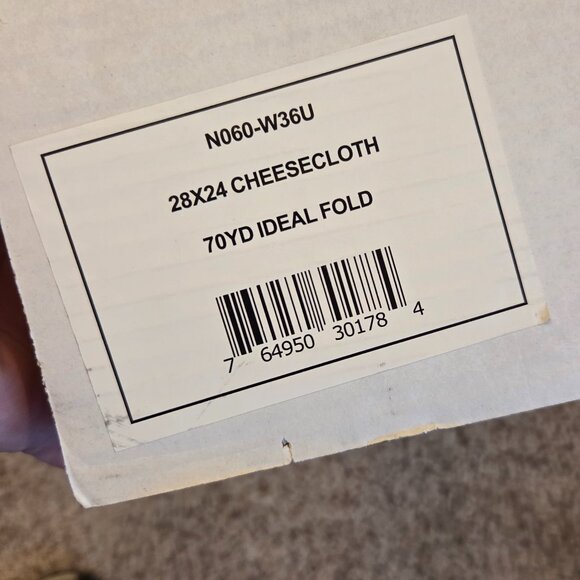 N060-W36U
28X24 CHEESECLOTH
70YD IDEAL FOLD
7 64950 30178 4